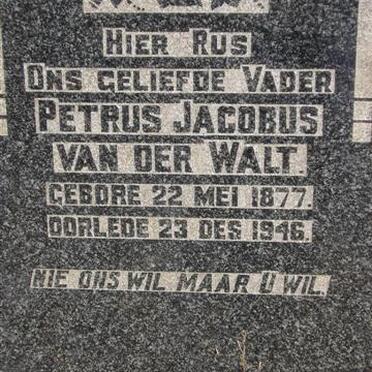 HIER RUS
ONS GELIEFDE VADER
PETRUS JACOBUS
VAN DER WALT.
GEBORE 22 MEI 1877.
OORLEDE 23 DES 1946.
NIE ONS WIL MAAR U WIL.